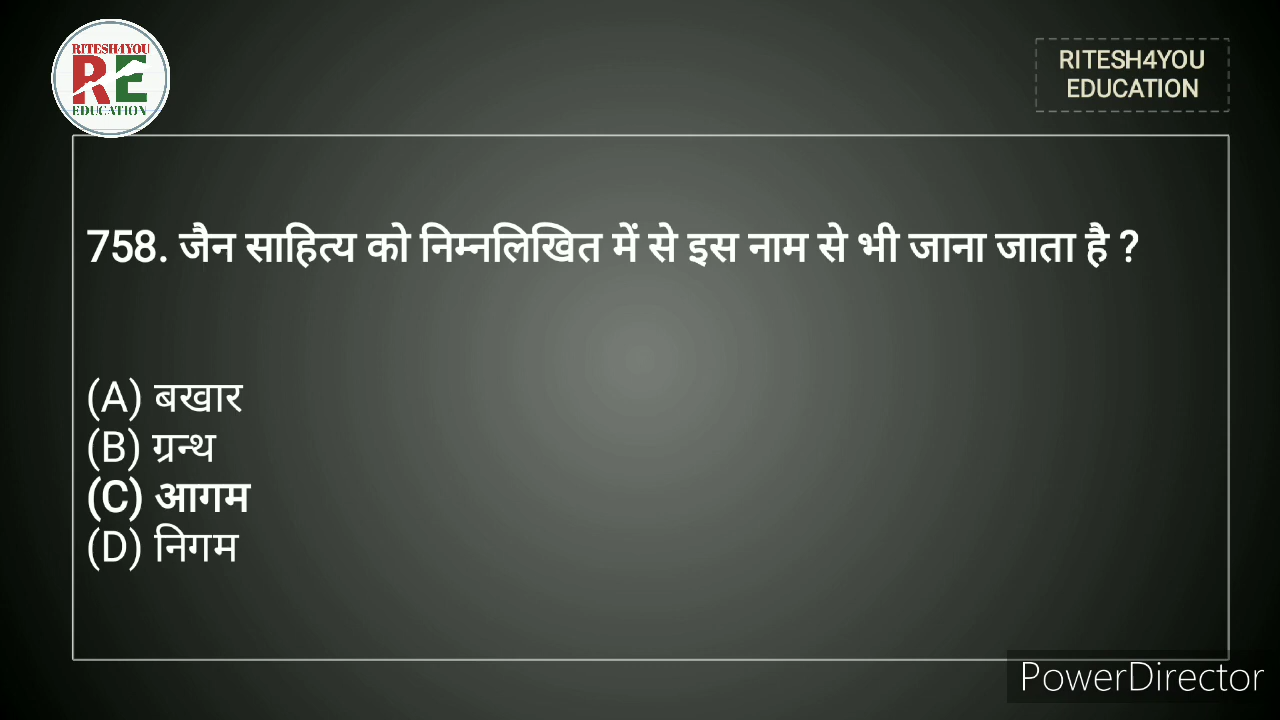 RITESH4YOU
RE
EDUCATION
RITESH4YOU
EDUCATION
758. जैन साहित्य को निम्नलिखित में से इस नाम से भी जाना जाता है ?
(A) बखार
(B) ग्रन्थ
(C) आगम
(D) निगम
PowerDirector